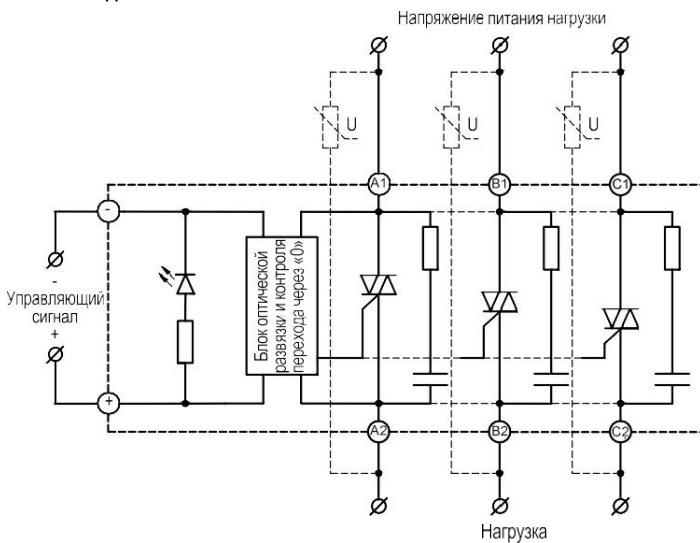 Напряжение питания нагрузки
U
U
U
A1
B1
C1
-
-
Управляющий
сигнал
+
+
Блок оптической
развязки и контроля
перехода через «0»
A2
B2
C2
Нагрузка